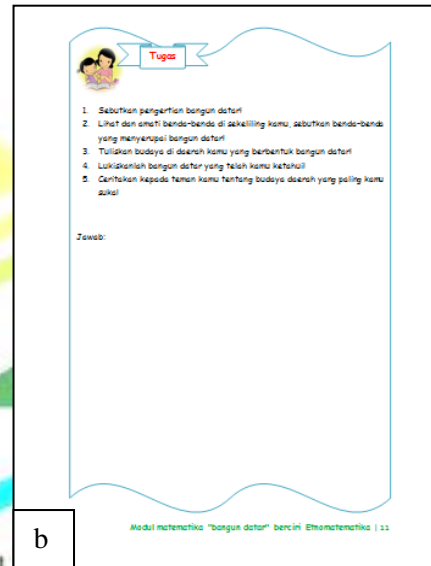 Tugas
1. Sebutkan pengertian bangun datar!
2. Lihat dan amati benda-benda di sekeliling kamu, sebutkan benda-benda
yang menyerupai bangun datar!
3. Tuliskan budaya di daerah kamu yang berbentuk bangun datar!
4. Lukiskanlah bangun datar yang telah kamu ketahui!
5. Ceritakan kepada teman kamu tentang budaya daerah yang paling kamu
sukai
Jawab:
Modul matematika "bangun datar" berciri Etnomatematika | 11
b